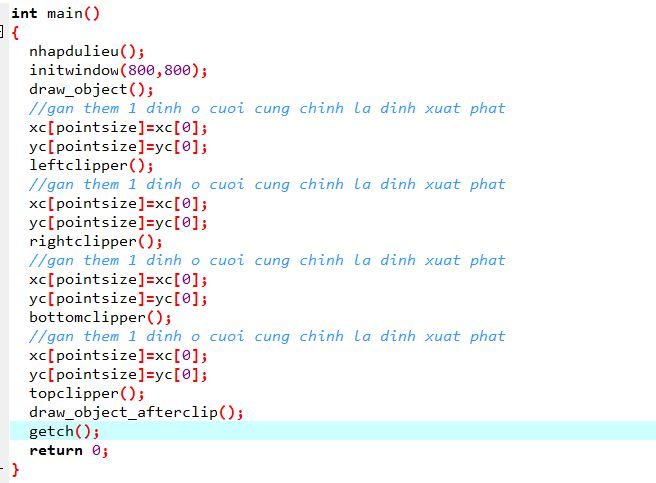 int main()
{
nhapdulieu();
initwindow(800,800);
draw_object();
//gan them 1 dinh o cuoi cung chinh la dinh xuat phat
xc[pointsize]=xc[0];
yc[pointsize]=yc[0];
leftclipper();
//gan them 1 dinh o cuoi cung chinh la dinh xuat phat
xc[pointsize]=xc[0];
yc[pointsize]=yc[0];
rightclipper();
//gan them 1 dinh o cuoi cung chinh la dinh xuat phat
xc[pointsize]=xc[0];
yc[pointsize]=yc[0];
bottomclipper();
//gan them 1 dinh o cuoi cung chinh la dinh xuat phat
xc[pointsize]=xc[0];
yc[pointsize]=yc[0];
topclipper();
draw_object_afterclip();
getch();
return 0;
}